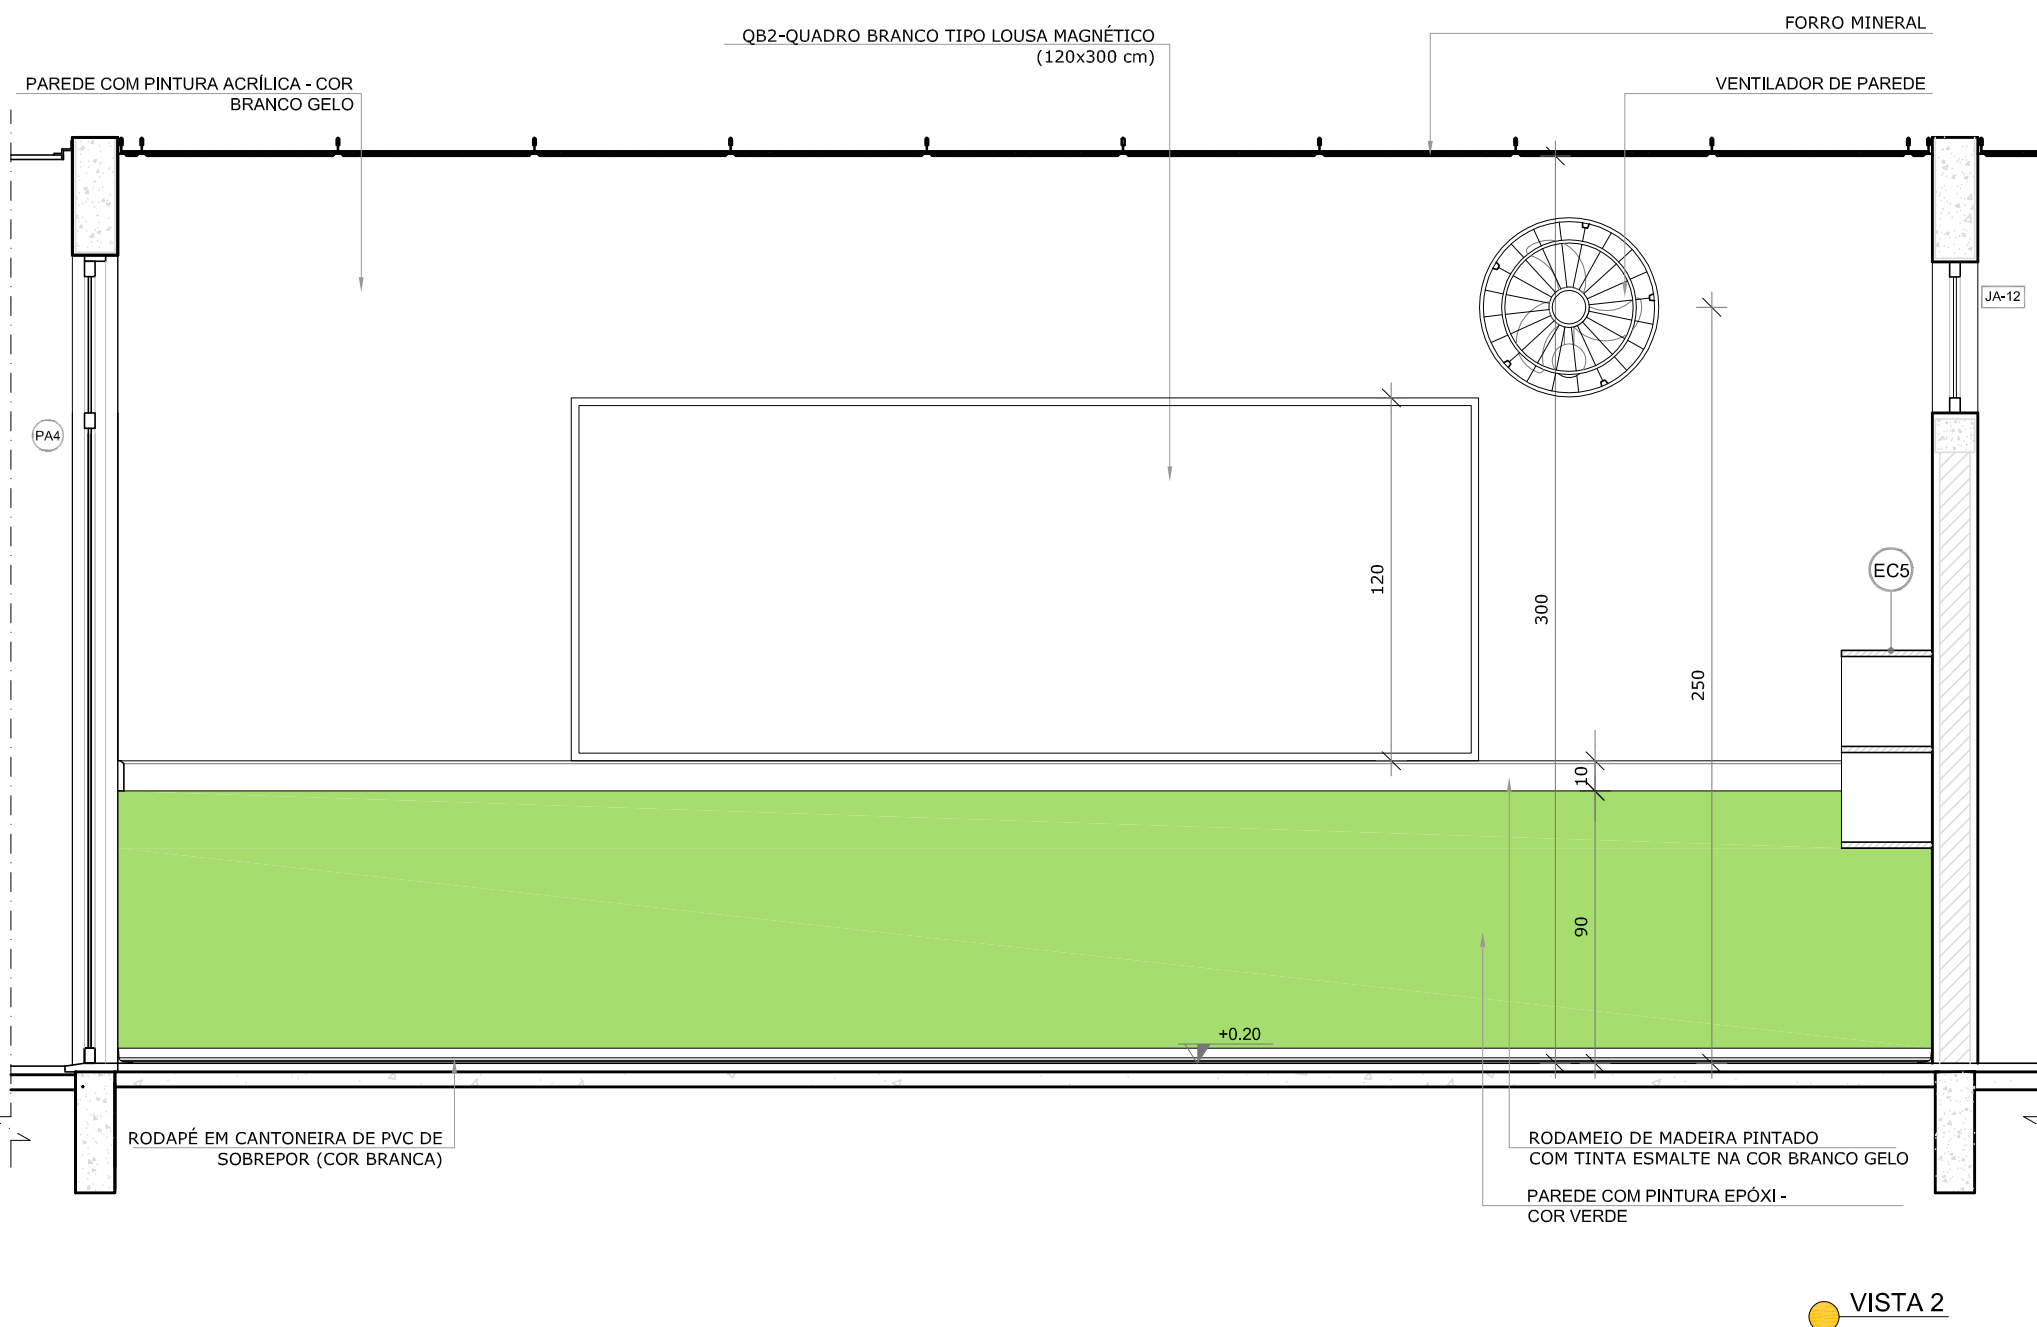 FORRO MINERAL
QB2-QUADRO BRANCO TIPO LOUSA MAGNÉTICO
(120x300 cm)
PAREDE COM PINTURA ACRÍLICA - COR
BRANCO GELO
VENTILADOR DE PAREDE
JA-12
PA4
EC5
120
300
250
10
90
+0.20
RODAPÉ EM CANTONEIRA DE PVC DE
SOBREPOR (COR BRANCA)
RODAMEIO DE MADEIRA PINTADO
COM TINTA ESMALTE NA COR BRANCO GELO
PAREDE COM PINTURA EPÓXI -
COR VERDE
VISTA 2